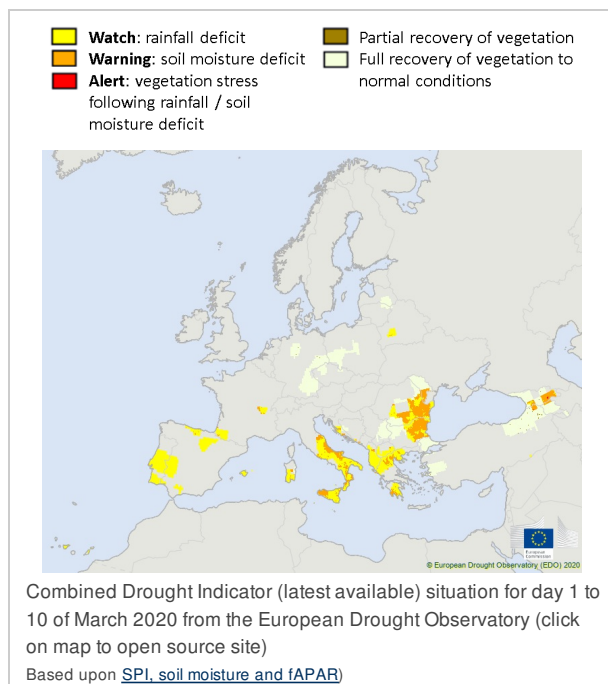 Watch: rainfall deficit
Warning: soil moisture deficit
Alert: vegetation stress
following rainfall / soil
moisture deficit
Partial recovery of vegetation
Full recovery of vegetation to
normal conditions
European
Commission
© European Drought Observatory (EDO) 2020
Combined Drought Indicator (latest available) situation for day 1 to
10 of March 2020 from the European Drought Observatory (click
on map to open source site)
Based upon SPI, soil moisture and fAPAR)